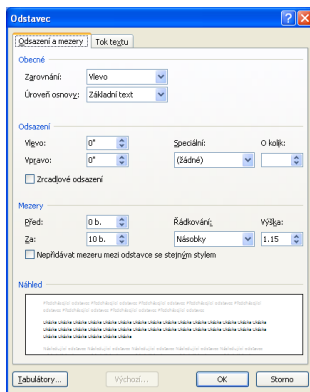 Odstavec
Odsazení a mezery
Tok textu
Obecné
Zarovnání: Vlevo
Úroveň osnovy: Základní text
Odsazení
Vlevo: 0"
Speciální: O kolik:
Vpravo: 0"
(žádné)
Zrcadlové odsazení
Mezery
Před: 0 b.
Řádkování: Výška:
Za: 10 b.
Násobky 1.15
Nepřidávat mezeru mezi odstavce se stejným stylem
Náhled
Tabulátory... Výchozí... OK Storno